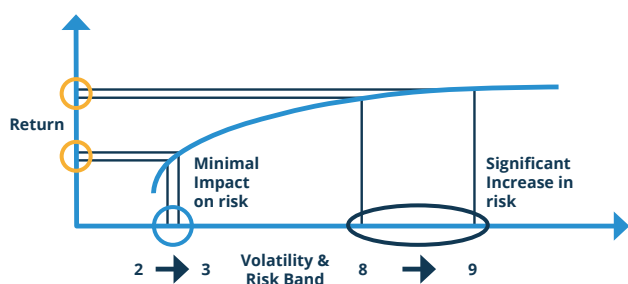 Return
Minimal
Impact
on risk
Significant
Increase in
risk
2
3
Volatility &
Risk Band
8
9